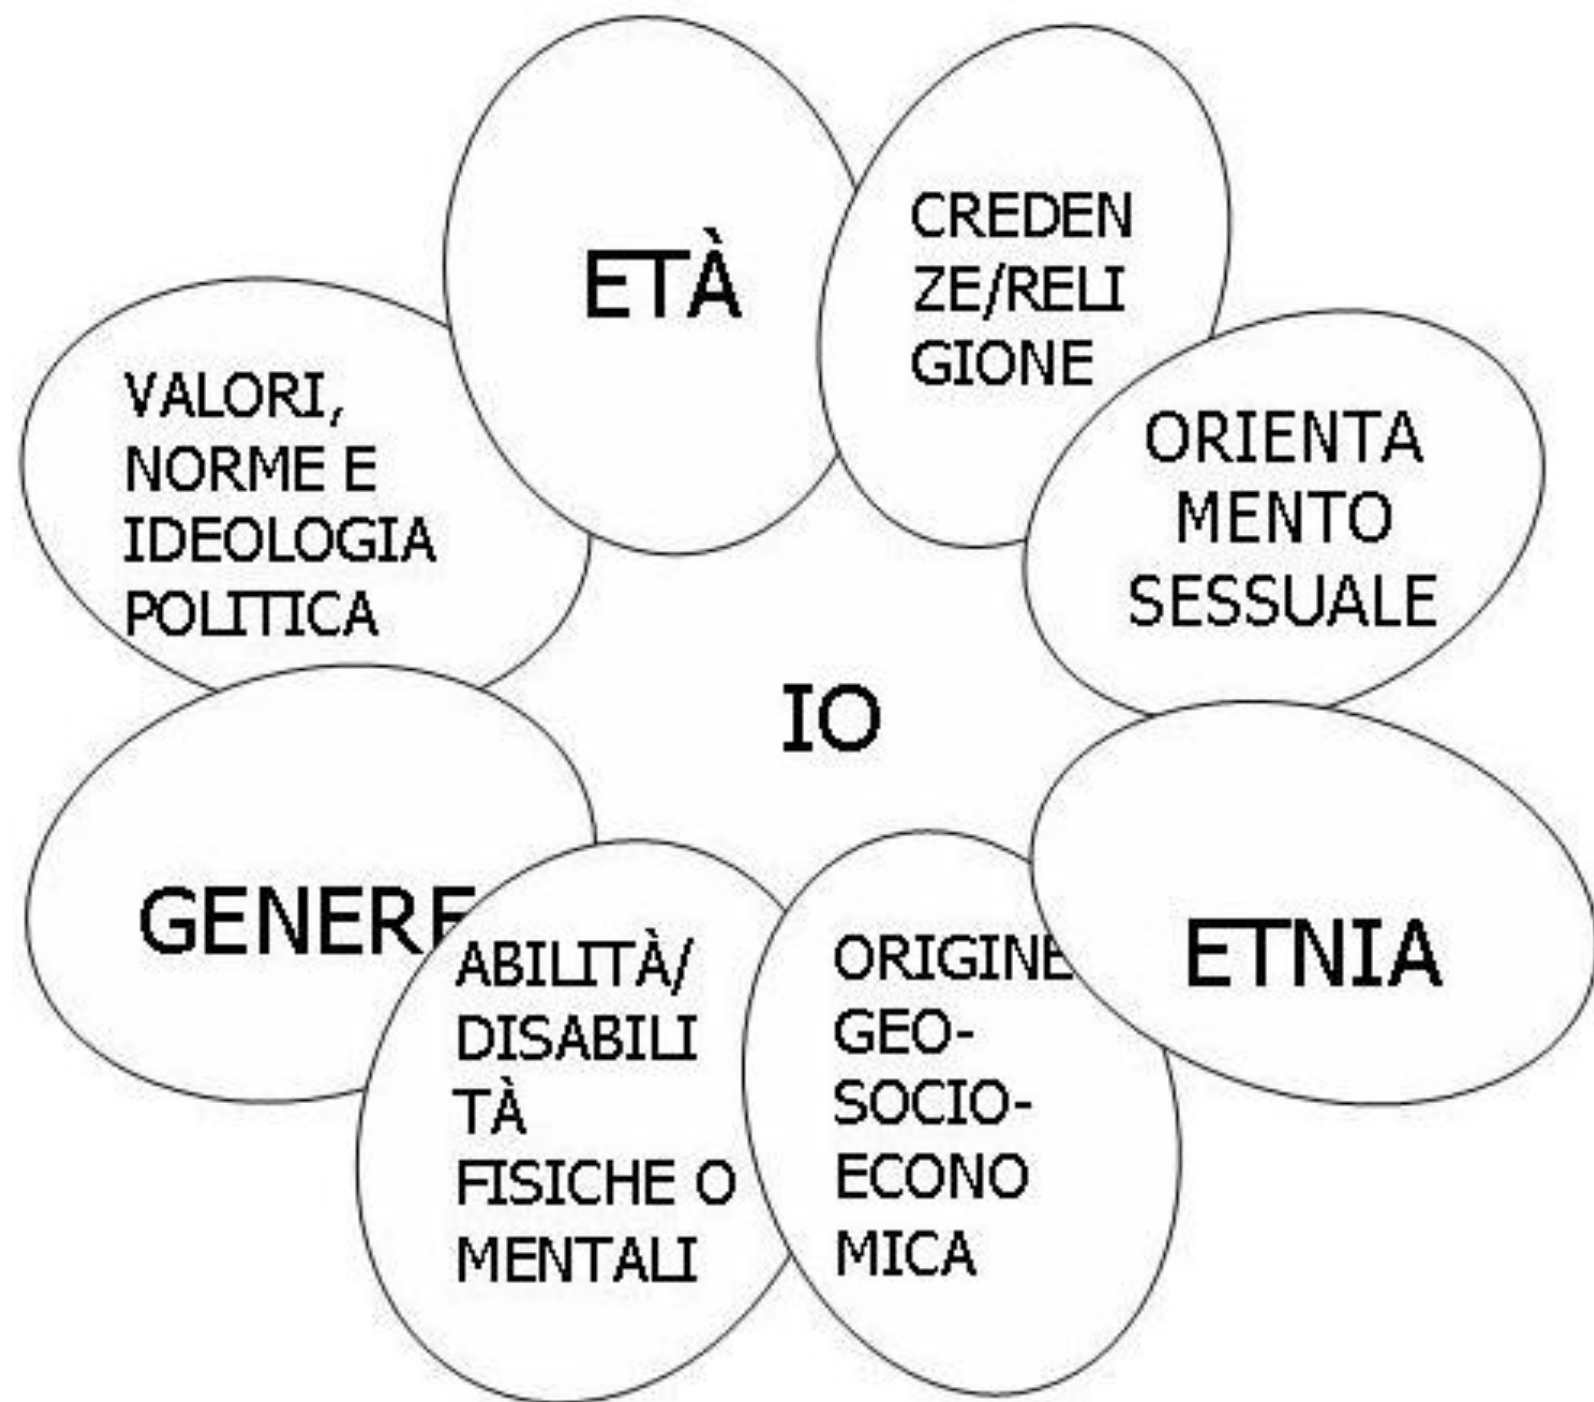 ETÀ
CREDEN
ZE/RELI
GIONE
VALORI,
NORME E
IDEOLOGIA
POLITICA
ORIENTA
MENTO
SESSUALE
IO
GENERE
ETNIA
ABILITÀ/
DISABILI
TÀ
FISICHE O
MENTALI
ORIGINE
GEO-
SOCIO-
ECONO
MICA